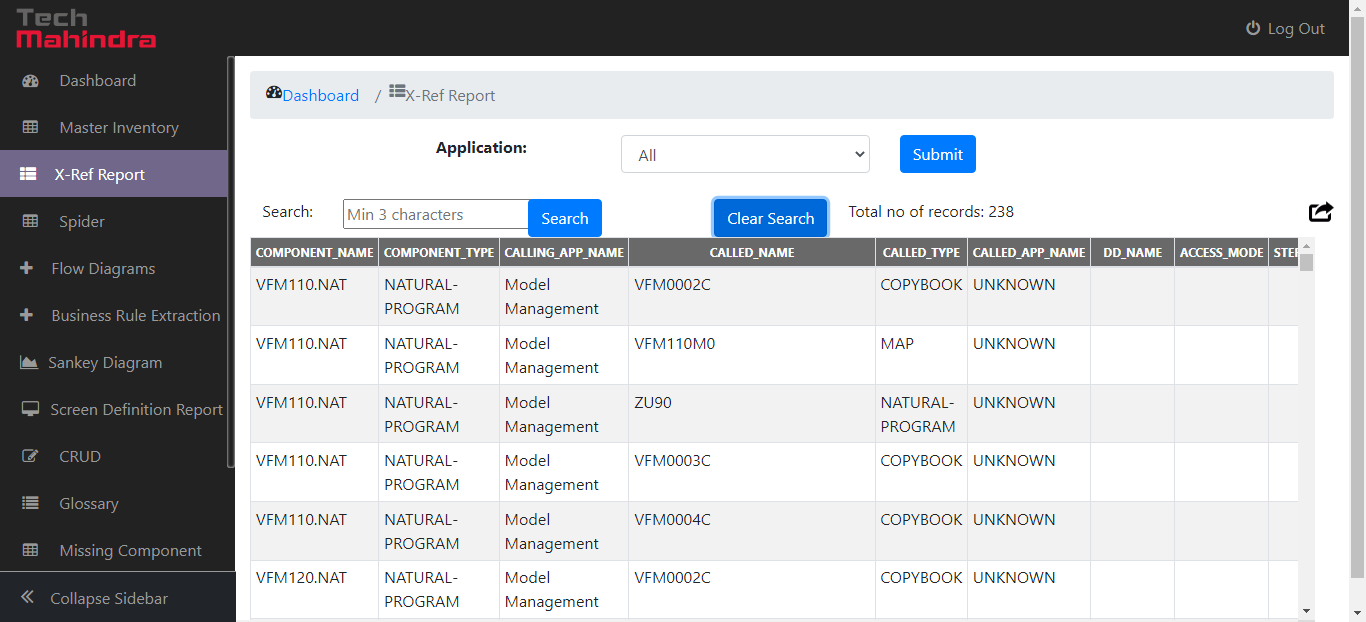 Tech
Mahindra
Log Out
Dashboard
Master Inventory
X-Ref Report
Spider
Flow Diagrams
Business Rule Extraction
Sankey Diagram
Screen Definition Report
CRUD
Glossary
Missing Component
Collapse Sidebar
Dashboard / X-Ref Report
Application: All Submit
Search: Min 3 characters Search Clear Search Total no of records: 238
COMPONENT_NAME COMPONENT_TYPE CALLING_APP_NAME CALLED_NAME CALLED_TYPE CALLED_APP_NAME DD_NAME ACCESS_MODE STEP
VFM110.NAT NATURAL- Model VFM0002C COPYBOOK UNKNOWN
PROGRAM Management
VFM110.NAT NATURAL- Model VFM110M0 MAP UNKNOWN
PROGRAM Management
VFM110.NAT NATURAL- Model ZU90 NATURAL- UNKNOWN
PROGRAM Management PROGRAM
VFM110.NAT NATURAL- Model VFM0003C COPYBOOK UNKNOWN
PROGRAM Management
VFM110.NAT NATURAL- Model VFM0004C COPYBOOK UNKNOWN
PROGRAM Management
VFM120.NAT NATURAL- Model VFM0002C COPYBOOK UNKNOWN
PROGRAM Management